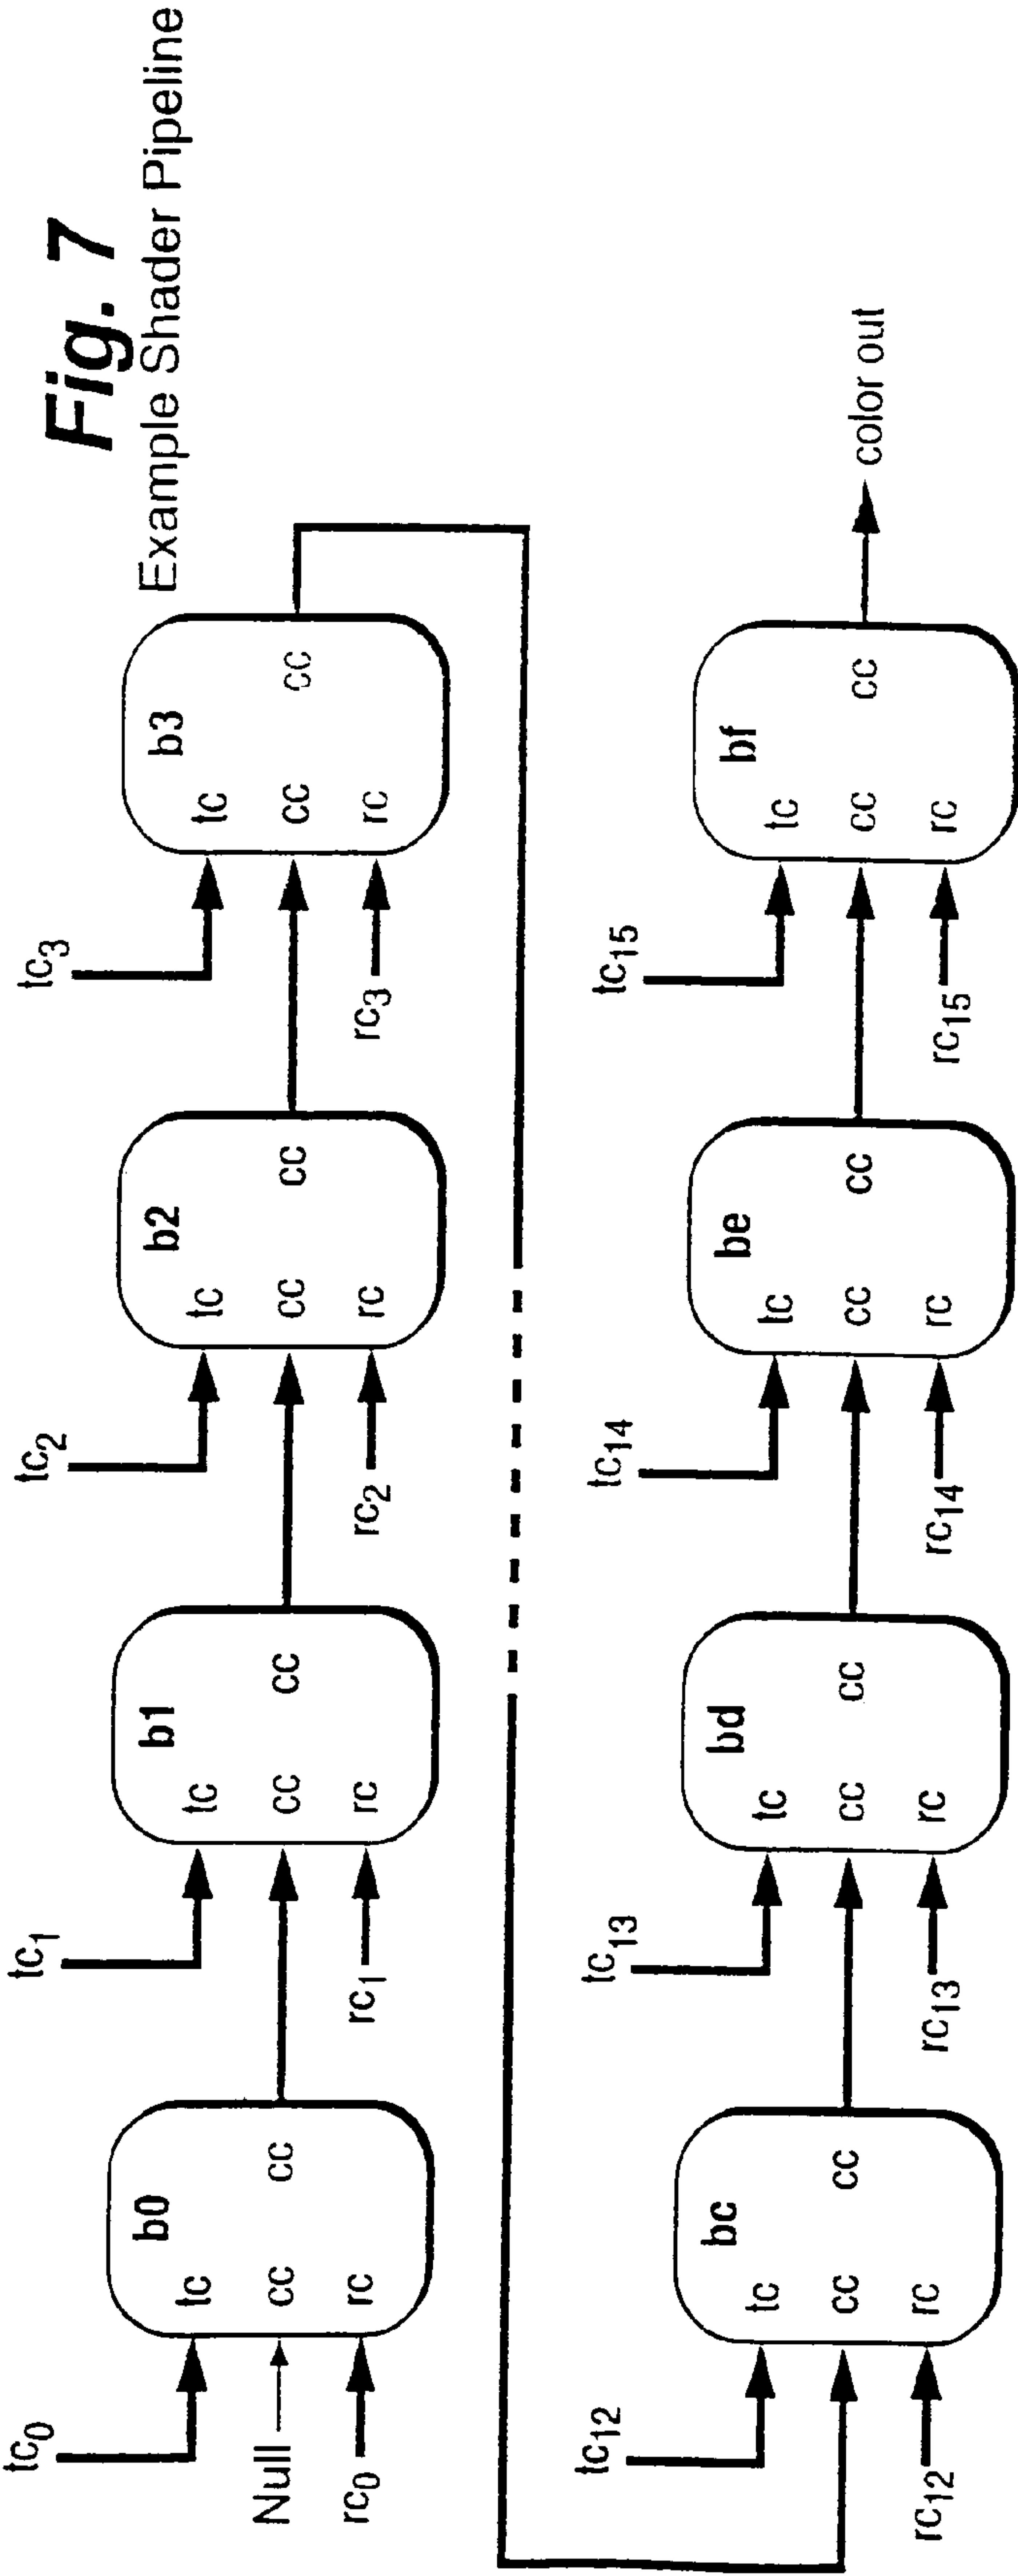 Fig. 7
Example Shader Pipeline
tc0
tc1
tc2
tc3
b0
b1
b2
b3
tc
tc
tc
tc
Null
cc
cc
cc
cc
cc
cc
cc
cc
rc
rc
rc
rc
rc0
rc1
rc2
rc3
tc12
tc13
tc14
tc15
bc
bd
be
bf
tc
tc
tc
tc
cc
cc
cc
cc
cc
cc
cc
cc
color out
rc
rc
rc
rc
rc12
rc13
rc14
rc15